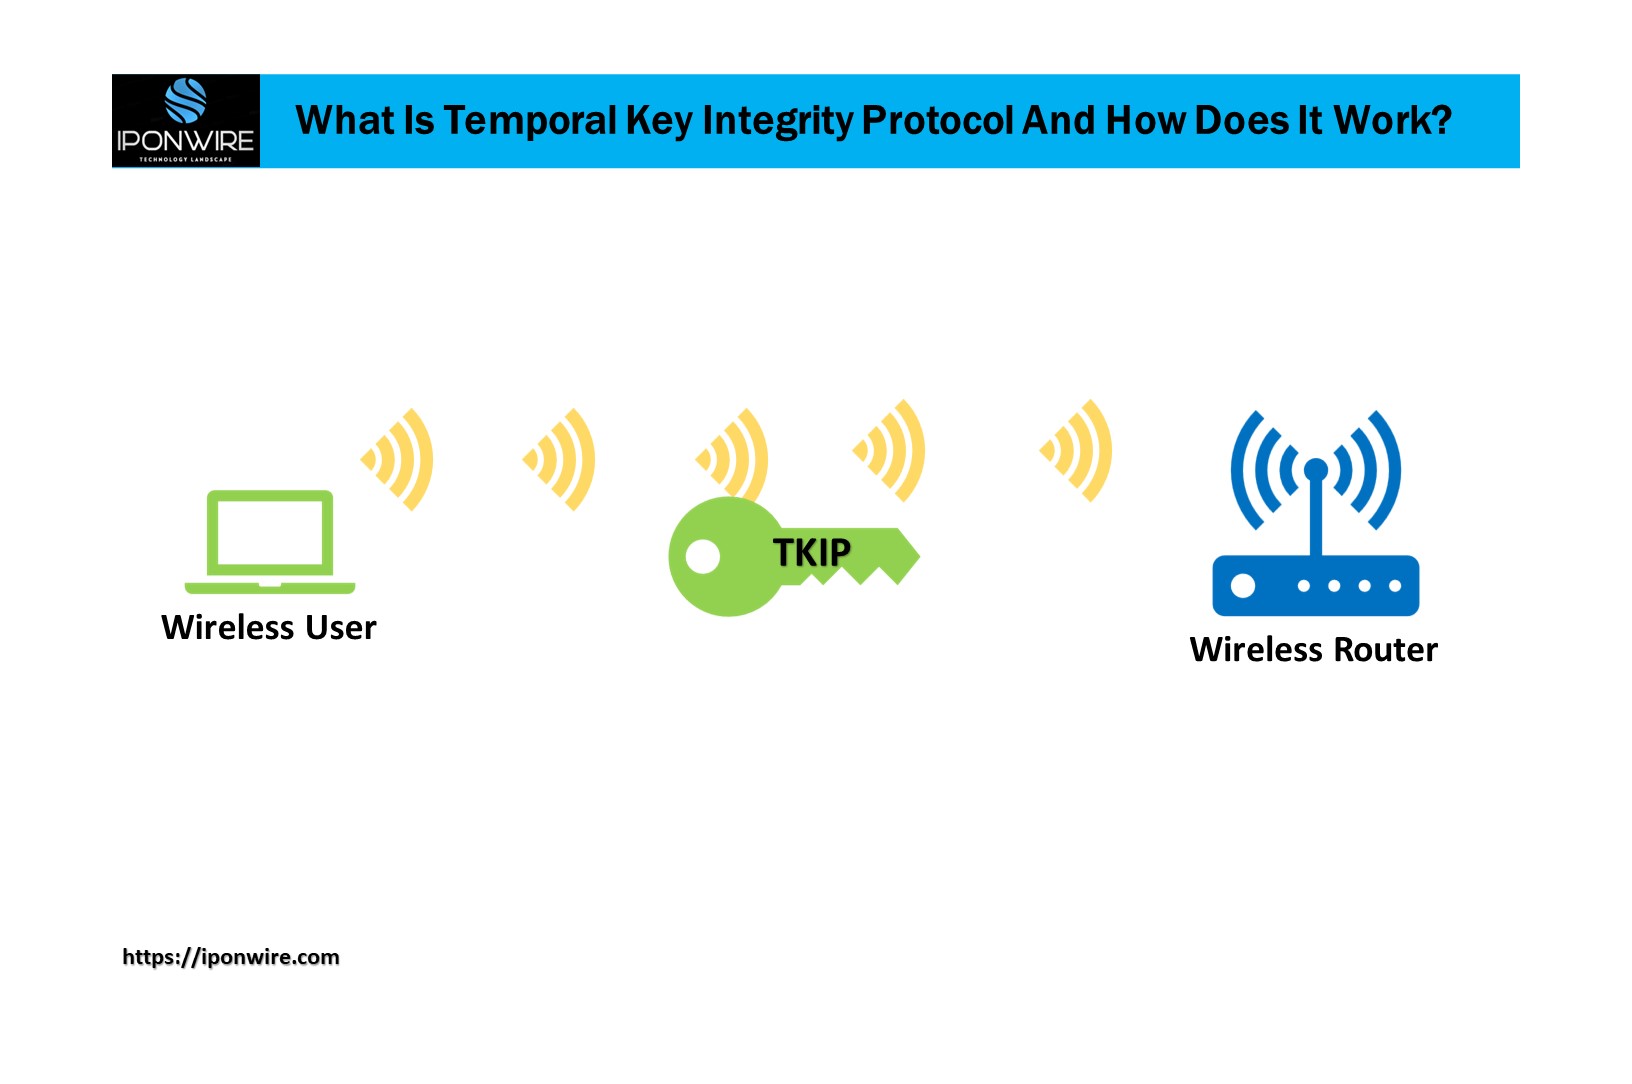 IPONWIRE
TECHNOLOGY LANDSCAPE
What Is Temporal Key Integrity Protocol And How Does It Work?
TKIP
Wireless User
Wireless Router
https://iponwire.com